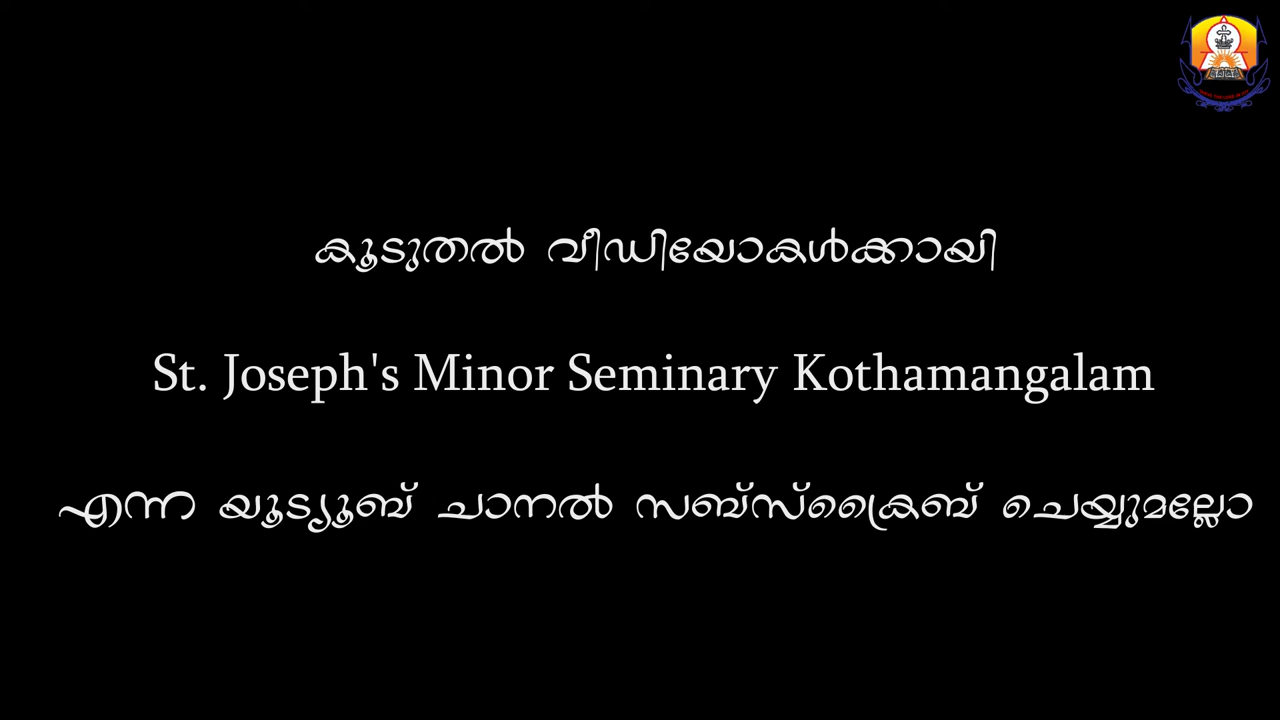 കൂടുതൽ വീഡിയോകൾക്കായി
St. Joseph's Minor Seminary Kothamangalam
എന്ന യൂട്യൂബ് ചാനൽ സബ്സ്ക്രൈബ് ചെയ്യുമല്ലോ